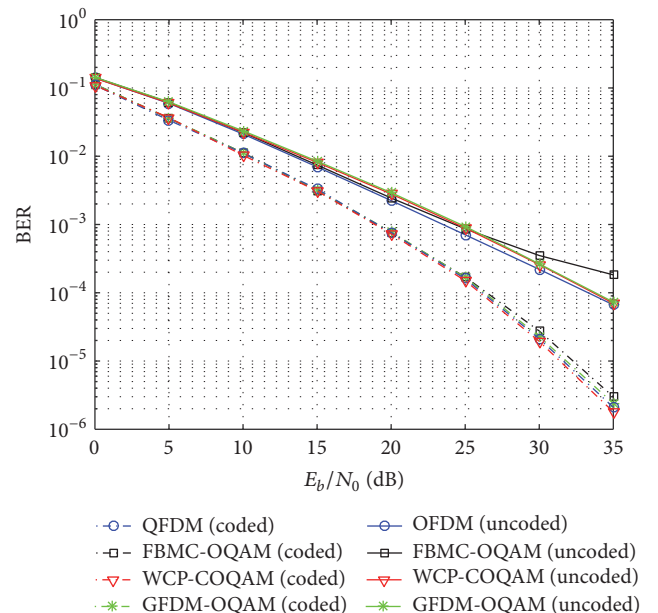 10^0
10^−1
10^−2
10^−3
10^−4
10^−5
10^−6
BER
0 5 10 15 20 25 30 35
E_b/N_0 (dB)
QFDM (coded)
FBMC-OQAM (coded)
WCP-COQAM (coded)
GFDM-OQAM (coded)
OFDM (uncoded)
FBMC-OQAM (uncoded)
WCP-COQAM (uncoded)
GFDM-OQAM (uncoded)